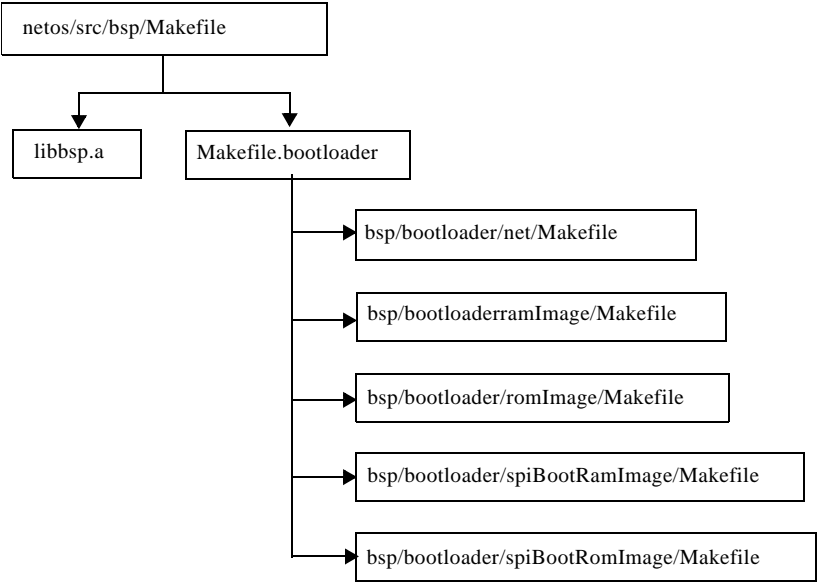 netos/src/bsp/Makefile
libbsp.a
Makefile.bootloader
bsp/bootloader/net/Makefile
bsp/bootloaderramImage/Makefile
bsp/bootloader/romImage/Makefile
bsp/bootloader/spiBootRamImage/Makefile
bsp/bootloader/spiBootRomImage/Makefile